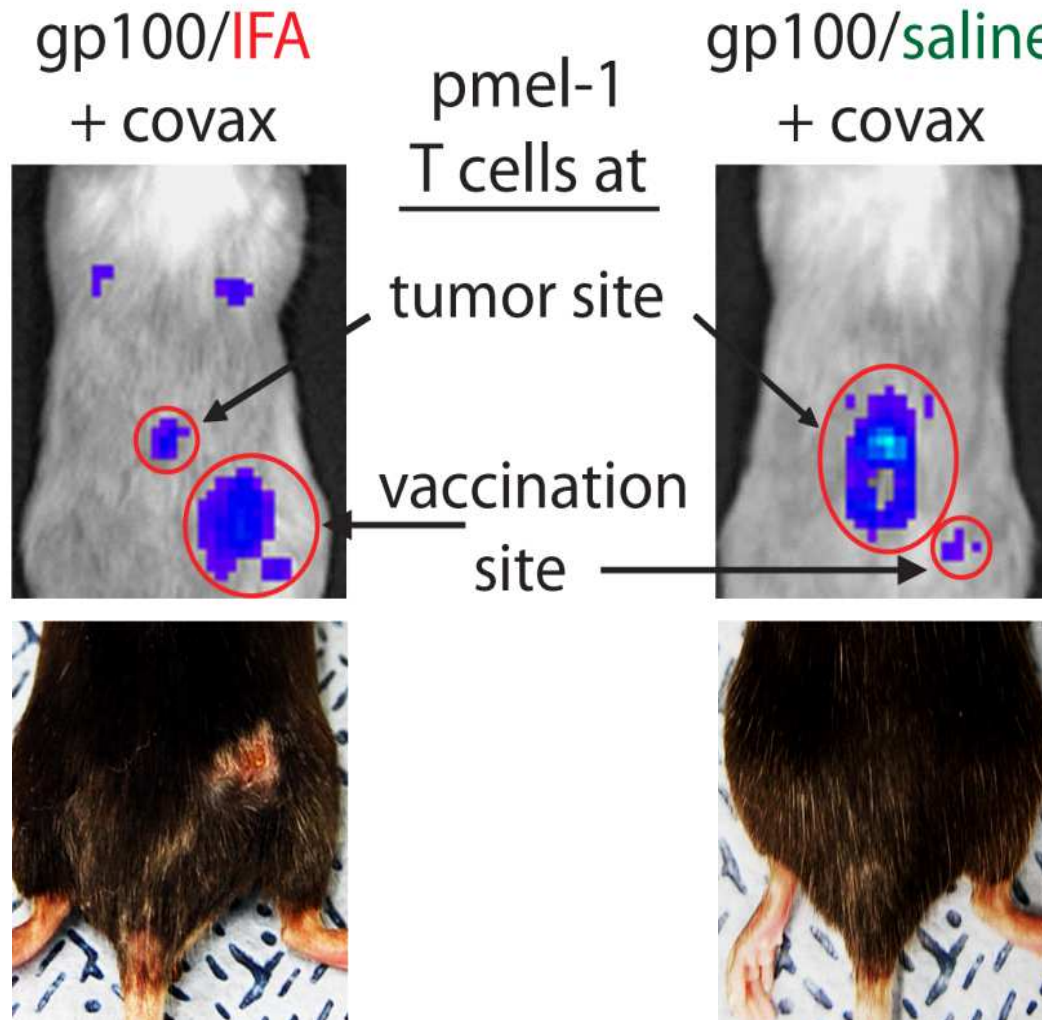 gp100/IFA
+ covax
pmel-1
T cells at
gp100/saline
+ covax
tumor site
vaccination
site